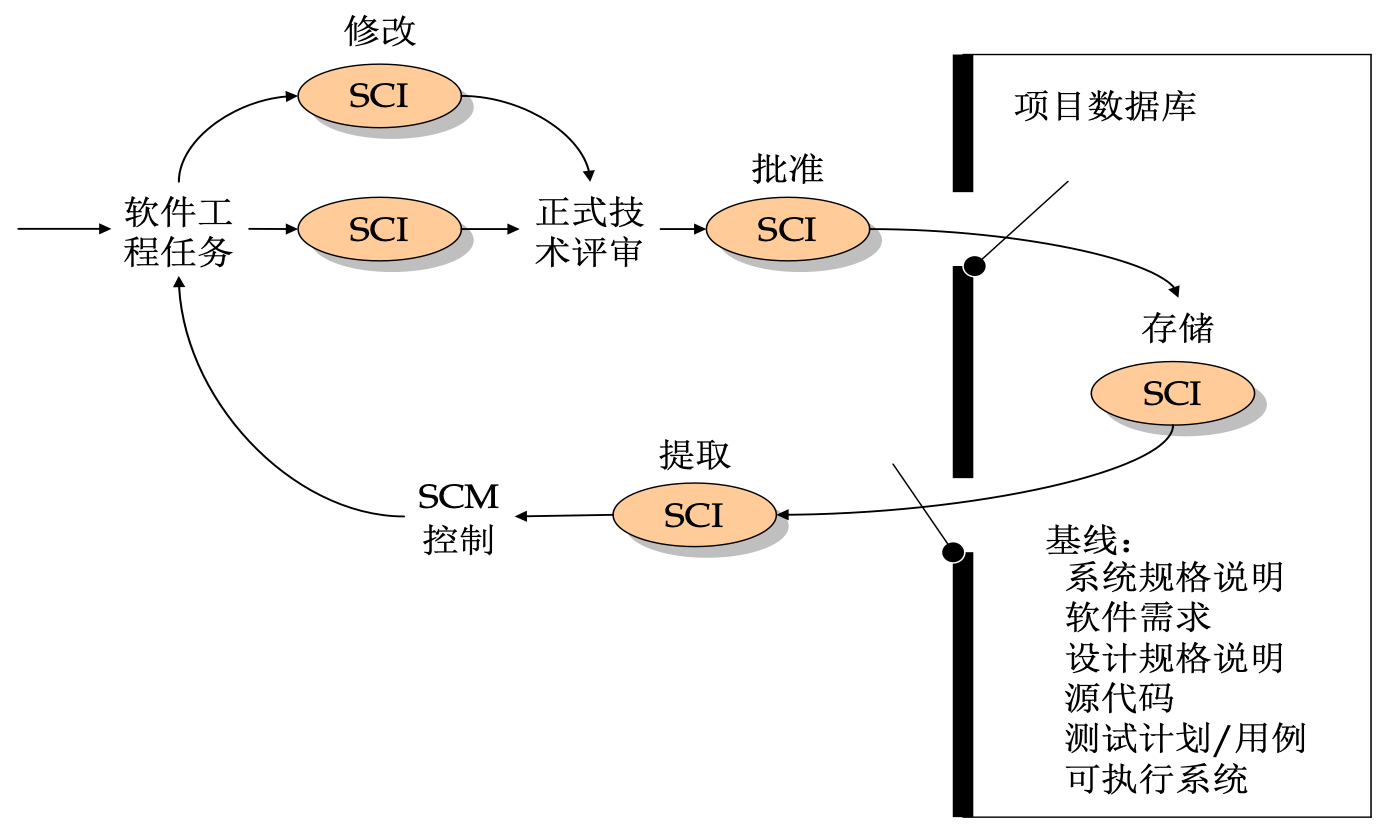 修改
SCI
项目数据库
批准
软件工
程任务
SCI
正式技
术评审
SCI
存储
SCI
提取
SCI
SCM
控制
基线：
系统规格说明
软件需求
设计规格说明
源代码
测试计划/用例
可执行系统